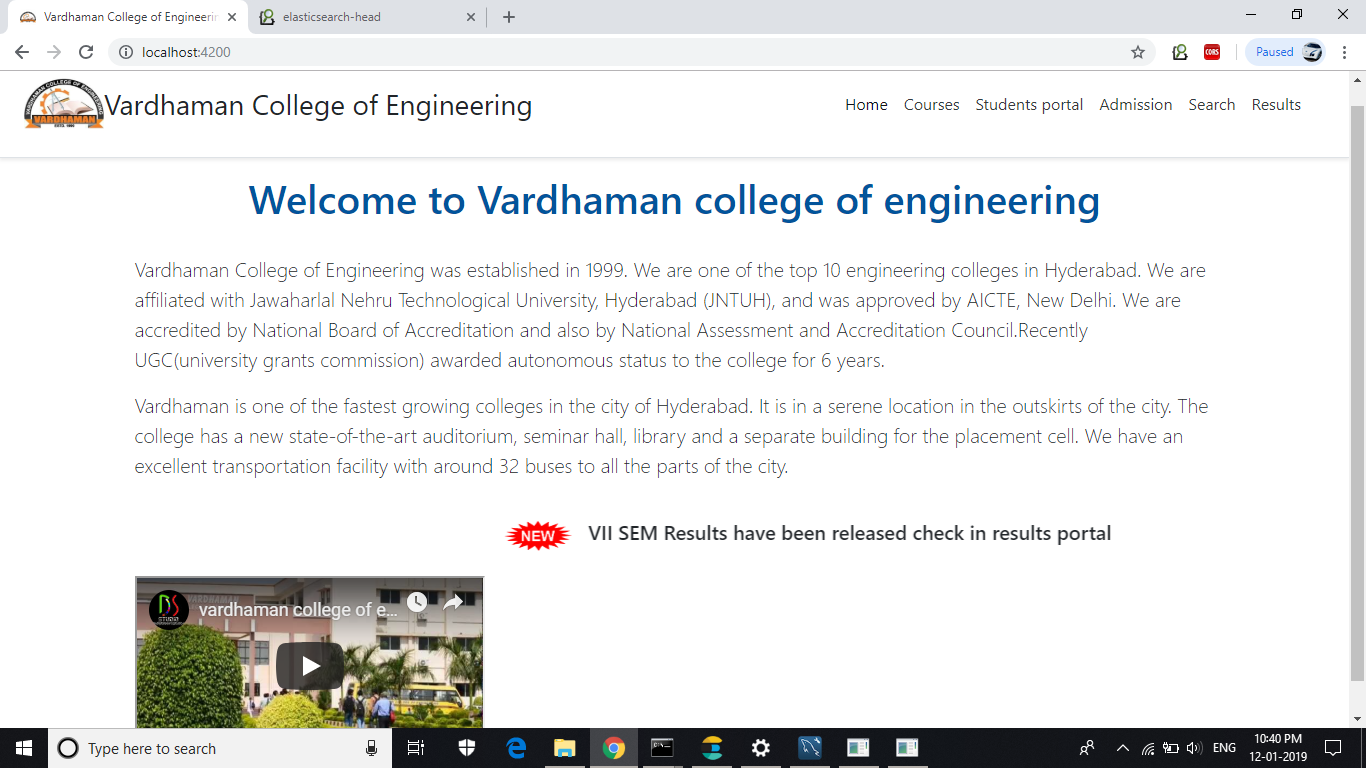 Vardhaman College of Engineerin
elasticsearch-head
localhost:4200
CORS
Paused
VARDHAMAN COLLEGE OF ENGINEERING
VARDHAMAN
ESTD. 1999
Vardhaman College of Engineering
Home Courses Students portal Admission Search Results
Welcome to Vardhaman college of engineering
Vardhaman College of Engineering was established in 1999. We are one of the top 10 engineering colleges in Hyderabad. We are
affiliated with Jawaharlal Nehru Technological University, Hyderabad (JNTUH), and was approved by AICTE, New Delhi. We are
accredited by National Board of Accreditation and also by National Assessment and Accreditation Council.Recently
UGC(university grants commission) awarded autonomous status to the college for 6 years.
Vardhaman is one of the fastest growing colleges in the city of Hyderabad. It is in a serene location in the outskirts of the city. The
college has a new state-of-the-art auditorium, seminar hall, library and a separate building for the placement cell. We have an
excellent transportation facility with around 32 buses to all the parts of the city.
NEW VII SEM Results have been released check in results portal
vardhaman college of e...
STUDIO
Type here to search
ENG
10:40 PM
12-01-2019